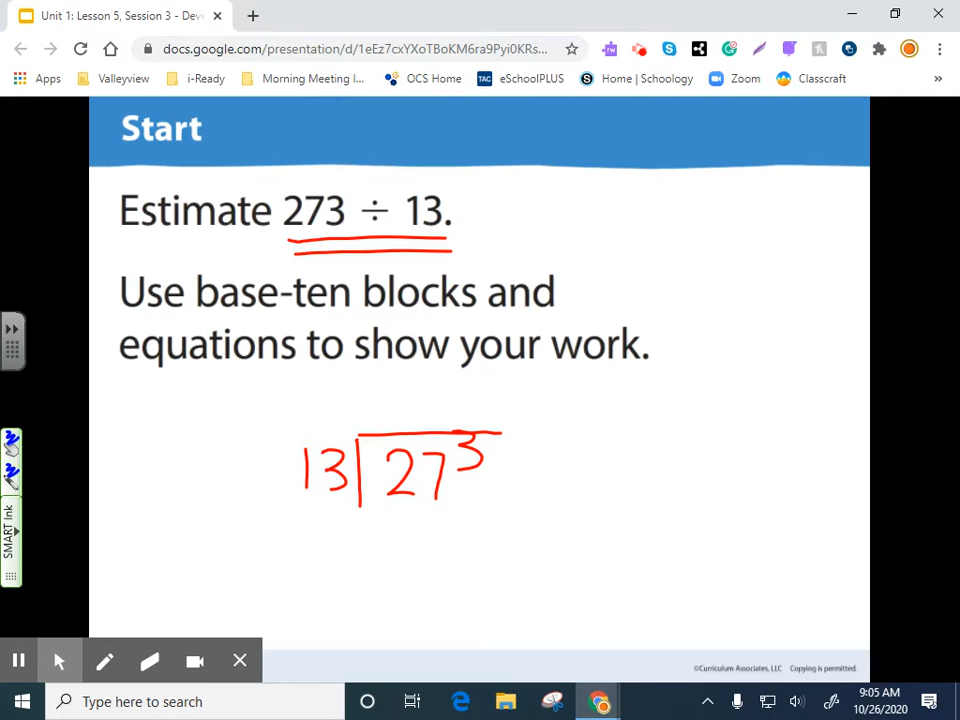 Unit 1: Lesson 5, Session 3 - Deve
docs.google.com/presentation/d/1eEz7cxYXoTBoKM6ra9Pyi0KRs...
Apps Valleyview i-Ready Morning Meeting I... OCS Home TAC eSchoolPLUS S Home | Schoology Zoom Classcraft »
Start
Estimate 273 ÷ 13.
Use base-ten blocks and
equations to show your work.
13 273
SMART Ink
©Curriculum Associates, LLC Copying is permitted.
Type here to search
9:05 AM
10/26/2020